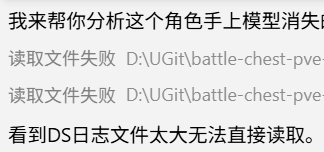 我来帮你分析这个角色手上模型消失
读取文件失败 D:\UGit\battle-chest-pve-
读取文件失败 D:\UGit\battle-chest-pve-
看到DS日志文件太大无法直接读取。